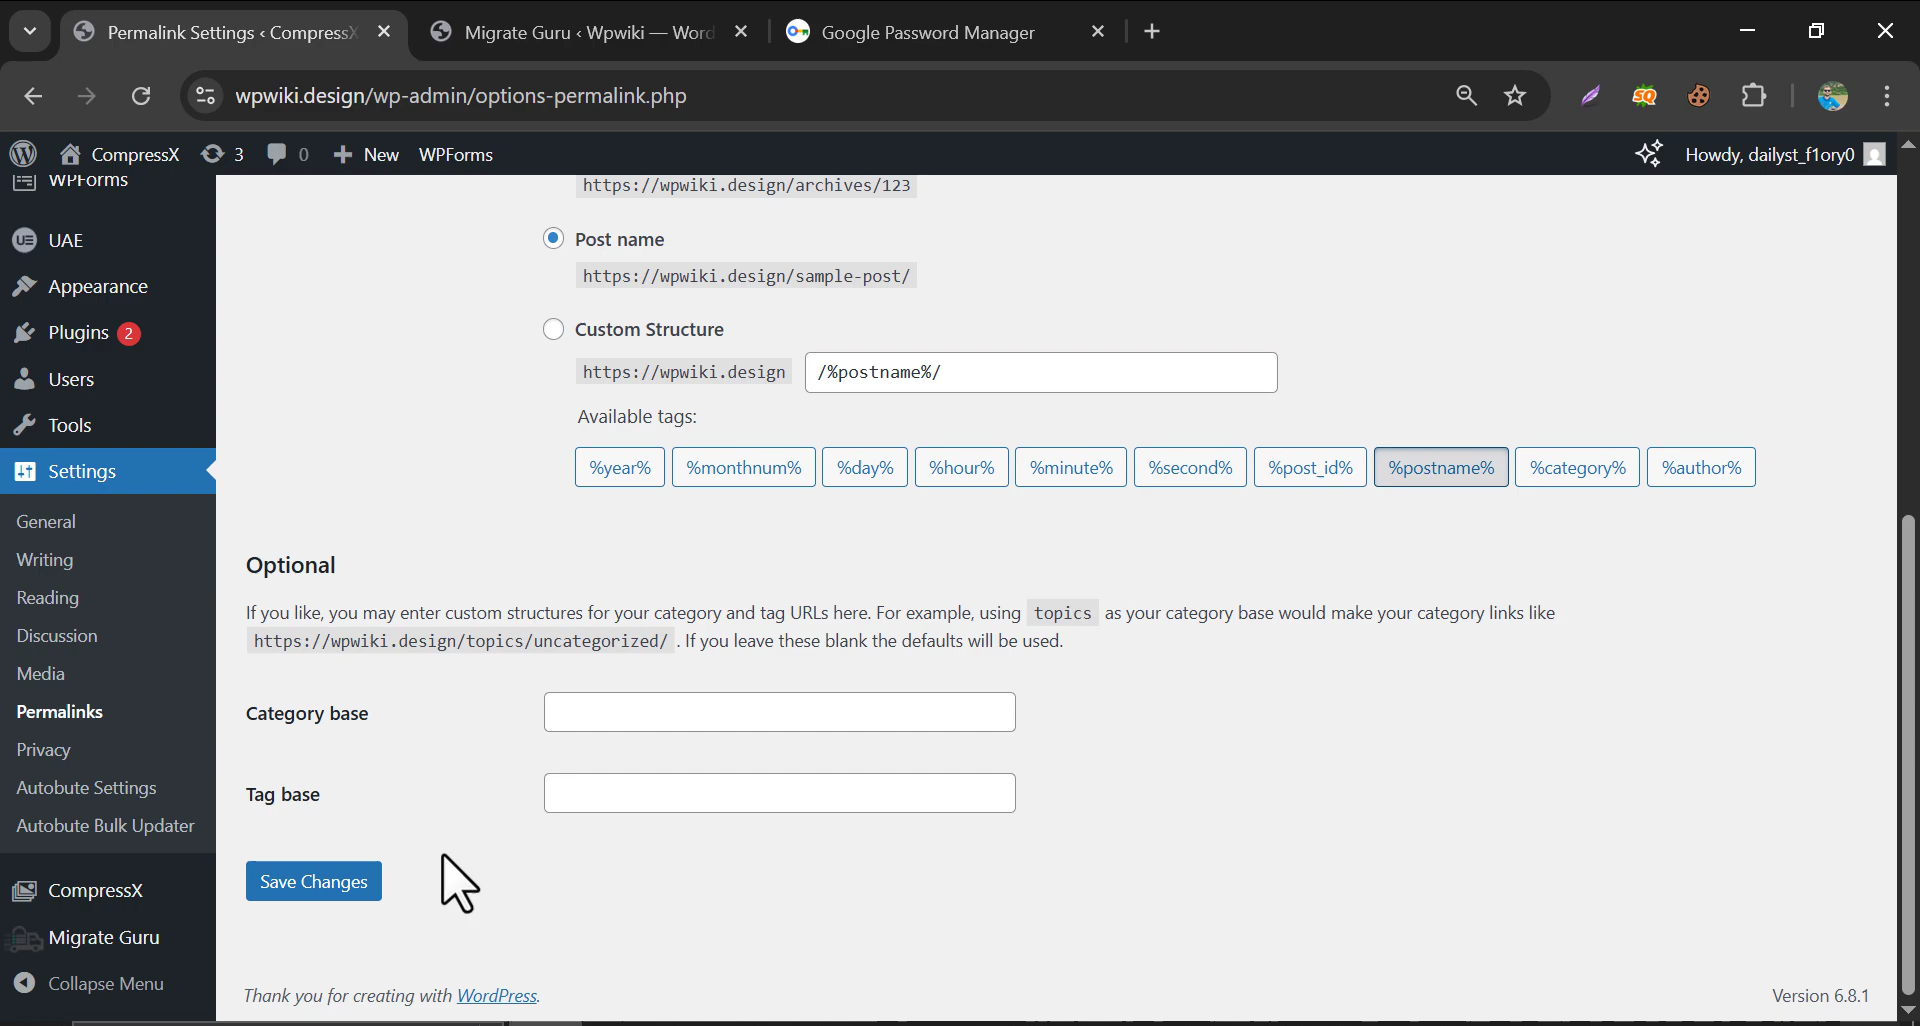 Permalink Settings ‹ CompressX
Migrate Guru ‹ Wpwiki — Word
Google Password Manager
wpwiki.design/wp-admin/options-permalink.php
SQ
CompressX
3
0
New
WPForms
Howdy, dailyst_f1ory0
WPForms
UE
UAE
Appearance
Plugins 2
Users
Tools
Settings
General
Writing
Reading
Discussion
Media
Permalinks
Privacy
Autobute Settings
Autobute Bulk Updater
CompressX
Migrate Guru
Collapse Menu
https://wpwiki.design/archives/123
Post name
https://wpwiki.design/sample-post/
Custom Structure
https://wpwiki.design /%postname%/
Available tags:
%year% %monthnum% %day% %hour% %minute% %second% %post_id% %postname% %category% %author%
Optional
If you like, you may enter custom structures for your category and tag URLs here. For example, using topics as your category base would make your category links like
https://wpwiki.design/topics/uncategorized/ . If you leave these blank the defaults will be used.
Category base
Tag base
Save Changes
Thank you for creating with WordPress.
Version 6.8.1